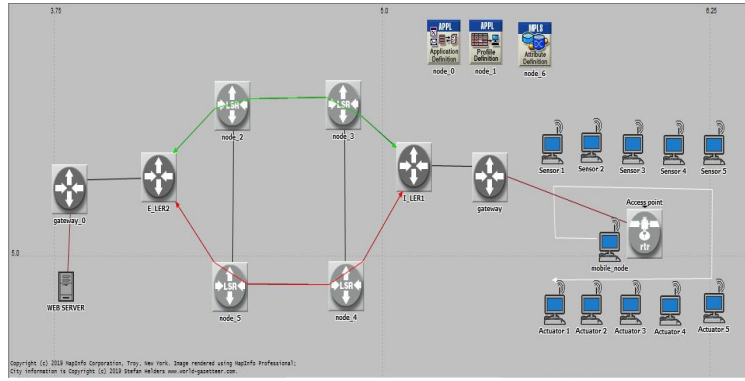 3.75
5.0
6.25
APPL
APPL
MPLS
Application
Definition
Profile
Definition
Attribute
Definition
node_0
node_1
node_6
LSR
LSR
node_2
node_3
Sensor 1
Sensor 2
Sensor 3
Sensor 4
Sensor 5
gateway_0
E_LER2
I_LER1
gateway
Access point
rtr
mobile_node
5.0
WEB SERVER
LSR
LSR
node_5
node_4
Actuator 1
Actuator 2
Actuator 3
Actuator 4
Actuator 5
Copyright (c) 2019 MapInfo Corporation, Troy, New York. Image rendered using MapInfo Professional;
City information is Copyright (c) 2019 Stefan Helders www.world-gazetteer.com.